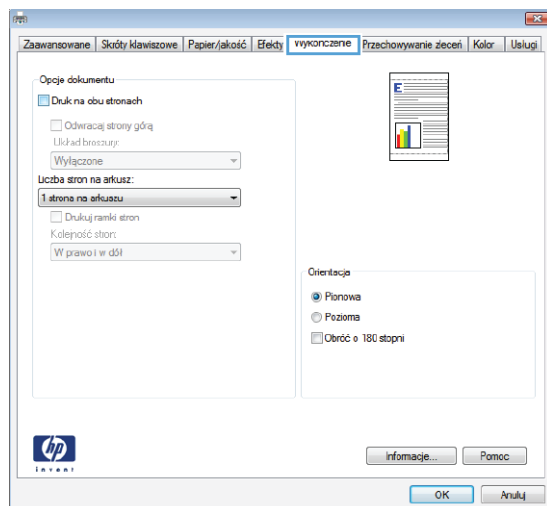 Zaawansowane Skróty klawiszowe Papier/jakość Efekty Wykończenie Przechowywanie zleceń Kolor Usługi
Opcje dokumentu
Druk na obu stronach
Odwracaj strony górą
Układ broszury:
Wyłączone
Liczba stron na arkusz:
1 strona na arkuszu
Drukuj ramki stron
Kolejność stron:
W prawo i w dół
E
Orientacja
Pionowa
Pozioma
Obróć o 180 stopni
hp
invent
Informacje...
Pomoc
OK
Anuluj